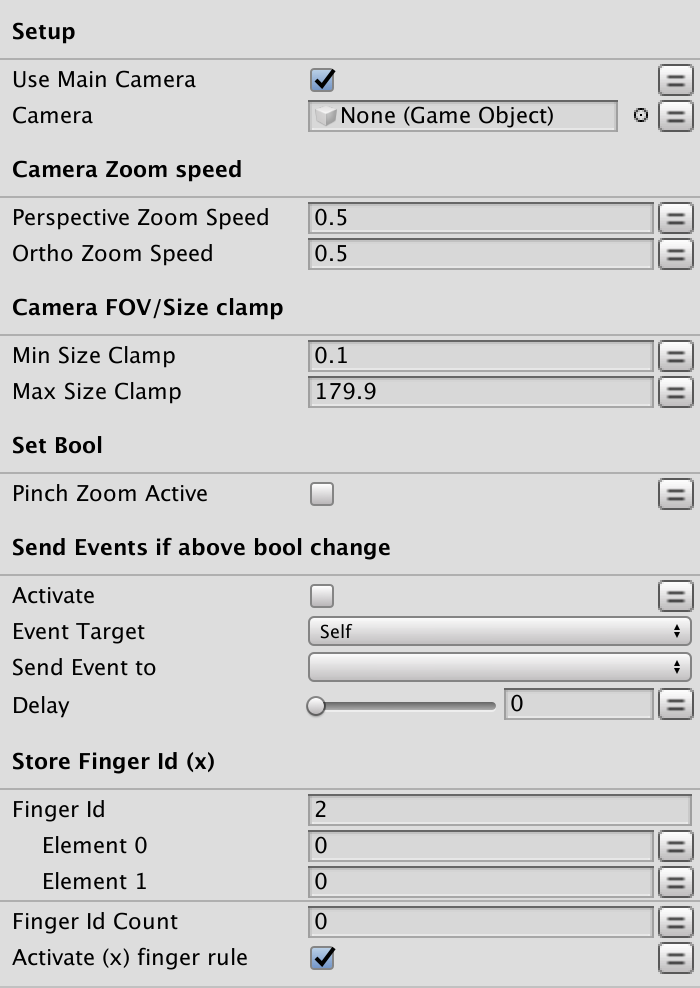 Setup
Use Main Camera
Camera None (Game Object)
Camera Zoom speed
Perspective Zoom Speed 0.5
Ortho Zoom Speed 0.5
Camera FOV/Size clamp
Min Size Clamp 0.1
Max Size Clamp 179.9
Set Bool
Pinch Zoom Active
Send Events if above bool change
Activate
Event Target Self
Send Event to
Delay 0
Store Finger Id (x)
Finger Id 2
Element 0 0
Element 1 0
Finger Id Count 0
Activate (x) finger rule